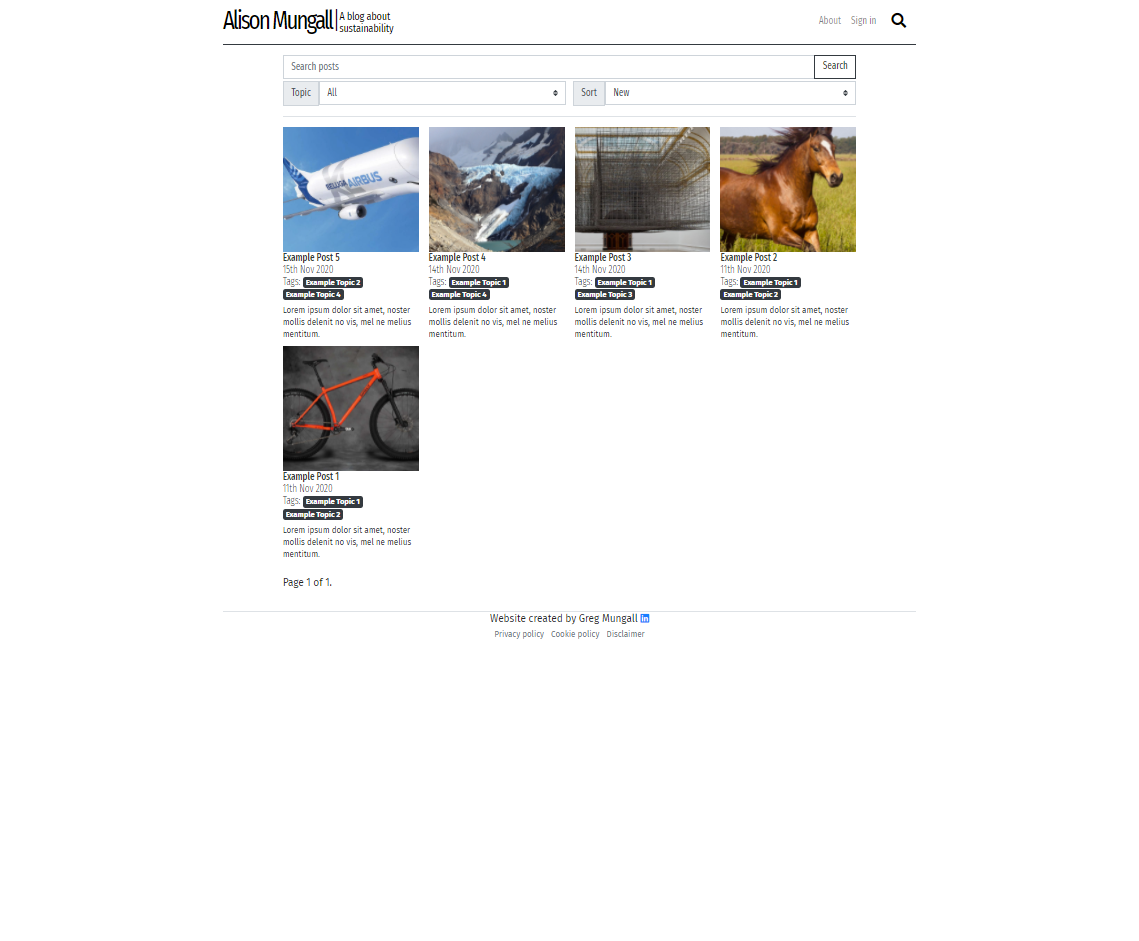 Alison Mungall
A blog about
sustainability
About Sign in
Search posts
Search
Topic
All
Sort
New
BELUGA AIRBUS
Example Post 5
15th Nov 2020
Tags: Example Topic 2
Example Topic 4
Lorem ipsum dolor sit amet, noster
mollis delenit no vis, mel ne melius
mentitum.
Example Post 4
14th Nov 2020
Tags: Example Topic 1
Example Topic 4
Lorem ipsum dolor sit amet, noster
mollis delenit no vis, mel ne melius
mentitum.
Example Post 3
14th Nov 2020
Tags: Example Topic 1
Example Topic 3
Lorem ipsum dolor sit amet, noster
mollis delenit no vis, mel ne melius
mentitum.
Example Post 2
11th Nov 2020
Tags: Example Topic 1
Example Topic 2
Lorem ipsum dolor sit amet, noster
mollis delenit no vis, mel ne melius
mentitum.
Example Post 1
11th Nov 2020
Tags: Example Topic 1
Example Topic 2
Lorem ipsum dolor sit amet, noster
mollis delenit no vis, mel ne melius
mentitum.
Page 1 of 1.
Website created by Greg Mungall in
Privacy policy Cookie policy Disclaimer